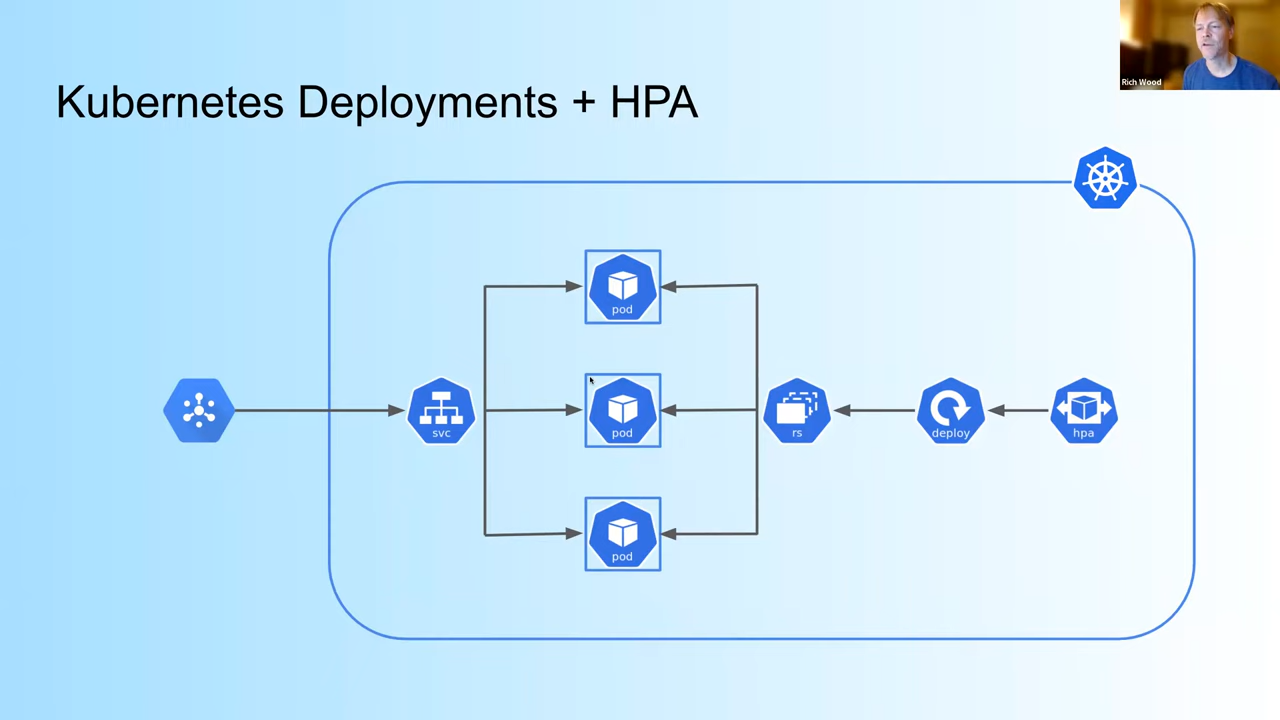 Rich Wood
Kubernetes Deployments + HPA
pod
svc
pod
rs
deploy
hpa
pod